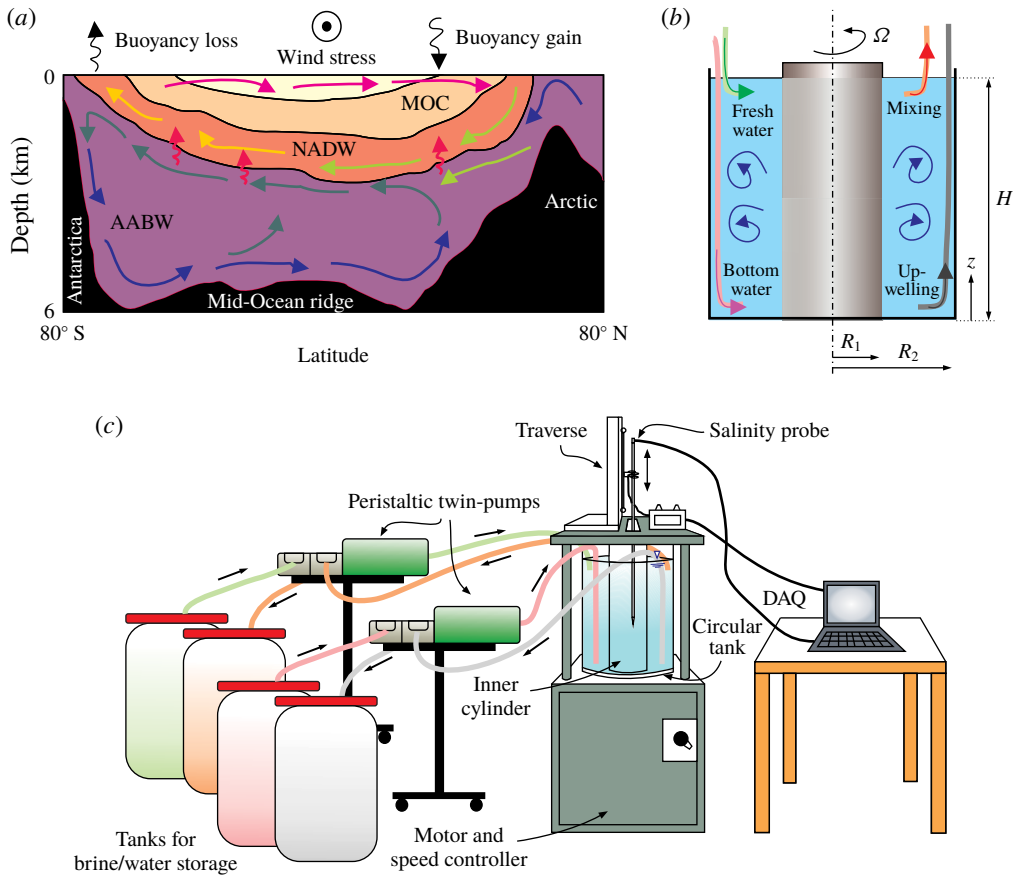 (a)
Buoyancy loss
Wind stress
Buoyancy gain
0
MOC
NADW
AABW
Arctic
Antarctica
Mid-Ocean ridge
Depth (km)
6
80° S
80° N
Latitude
(b)
Ω
Fresh
water
Mixing
Bottom
water
Up-
welling
H
z
R1
R2
(c)
Traverse
Salinity probe
Peristaltic twin-pumps
DAQ
Circular
tank
Inner
cylinder
Tanks for
brine/water storage
Motor and
speed controller